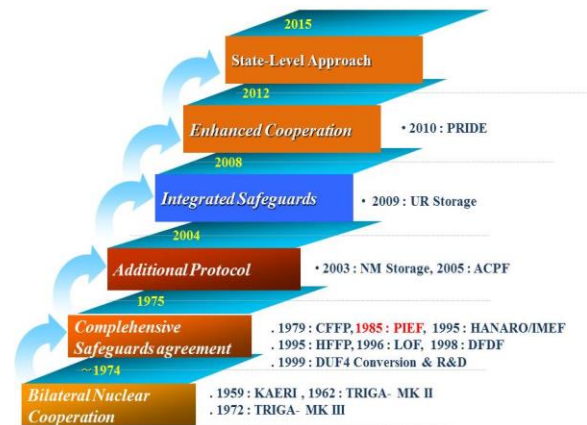 2015
State-Level Approach
2012
Enhanced Cooperation
• 2010 : PRIDE
2008
Integrated Safeguards
• 2009 : UR Storage
2004
Additional Protocol
• 2003 : NM Storage, 2005 : ACPF
1975
Complehensive
Safeguards agreement
. 1979 : CFFP, 1985 : PIEF, 1995 : HANARO/IMEF
. 1995 : HFFP, 1996 : LOF, 1998 : DFDF
. 1999 : DUF4 Conversion & R&D
~1974
Bilateral Nuclear
Cooperation
. 1959 : KAERI , 1962 : TRIGA- MK II
. 1972 : TRIGA- MK III